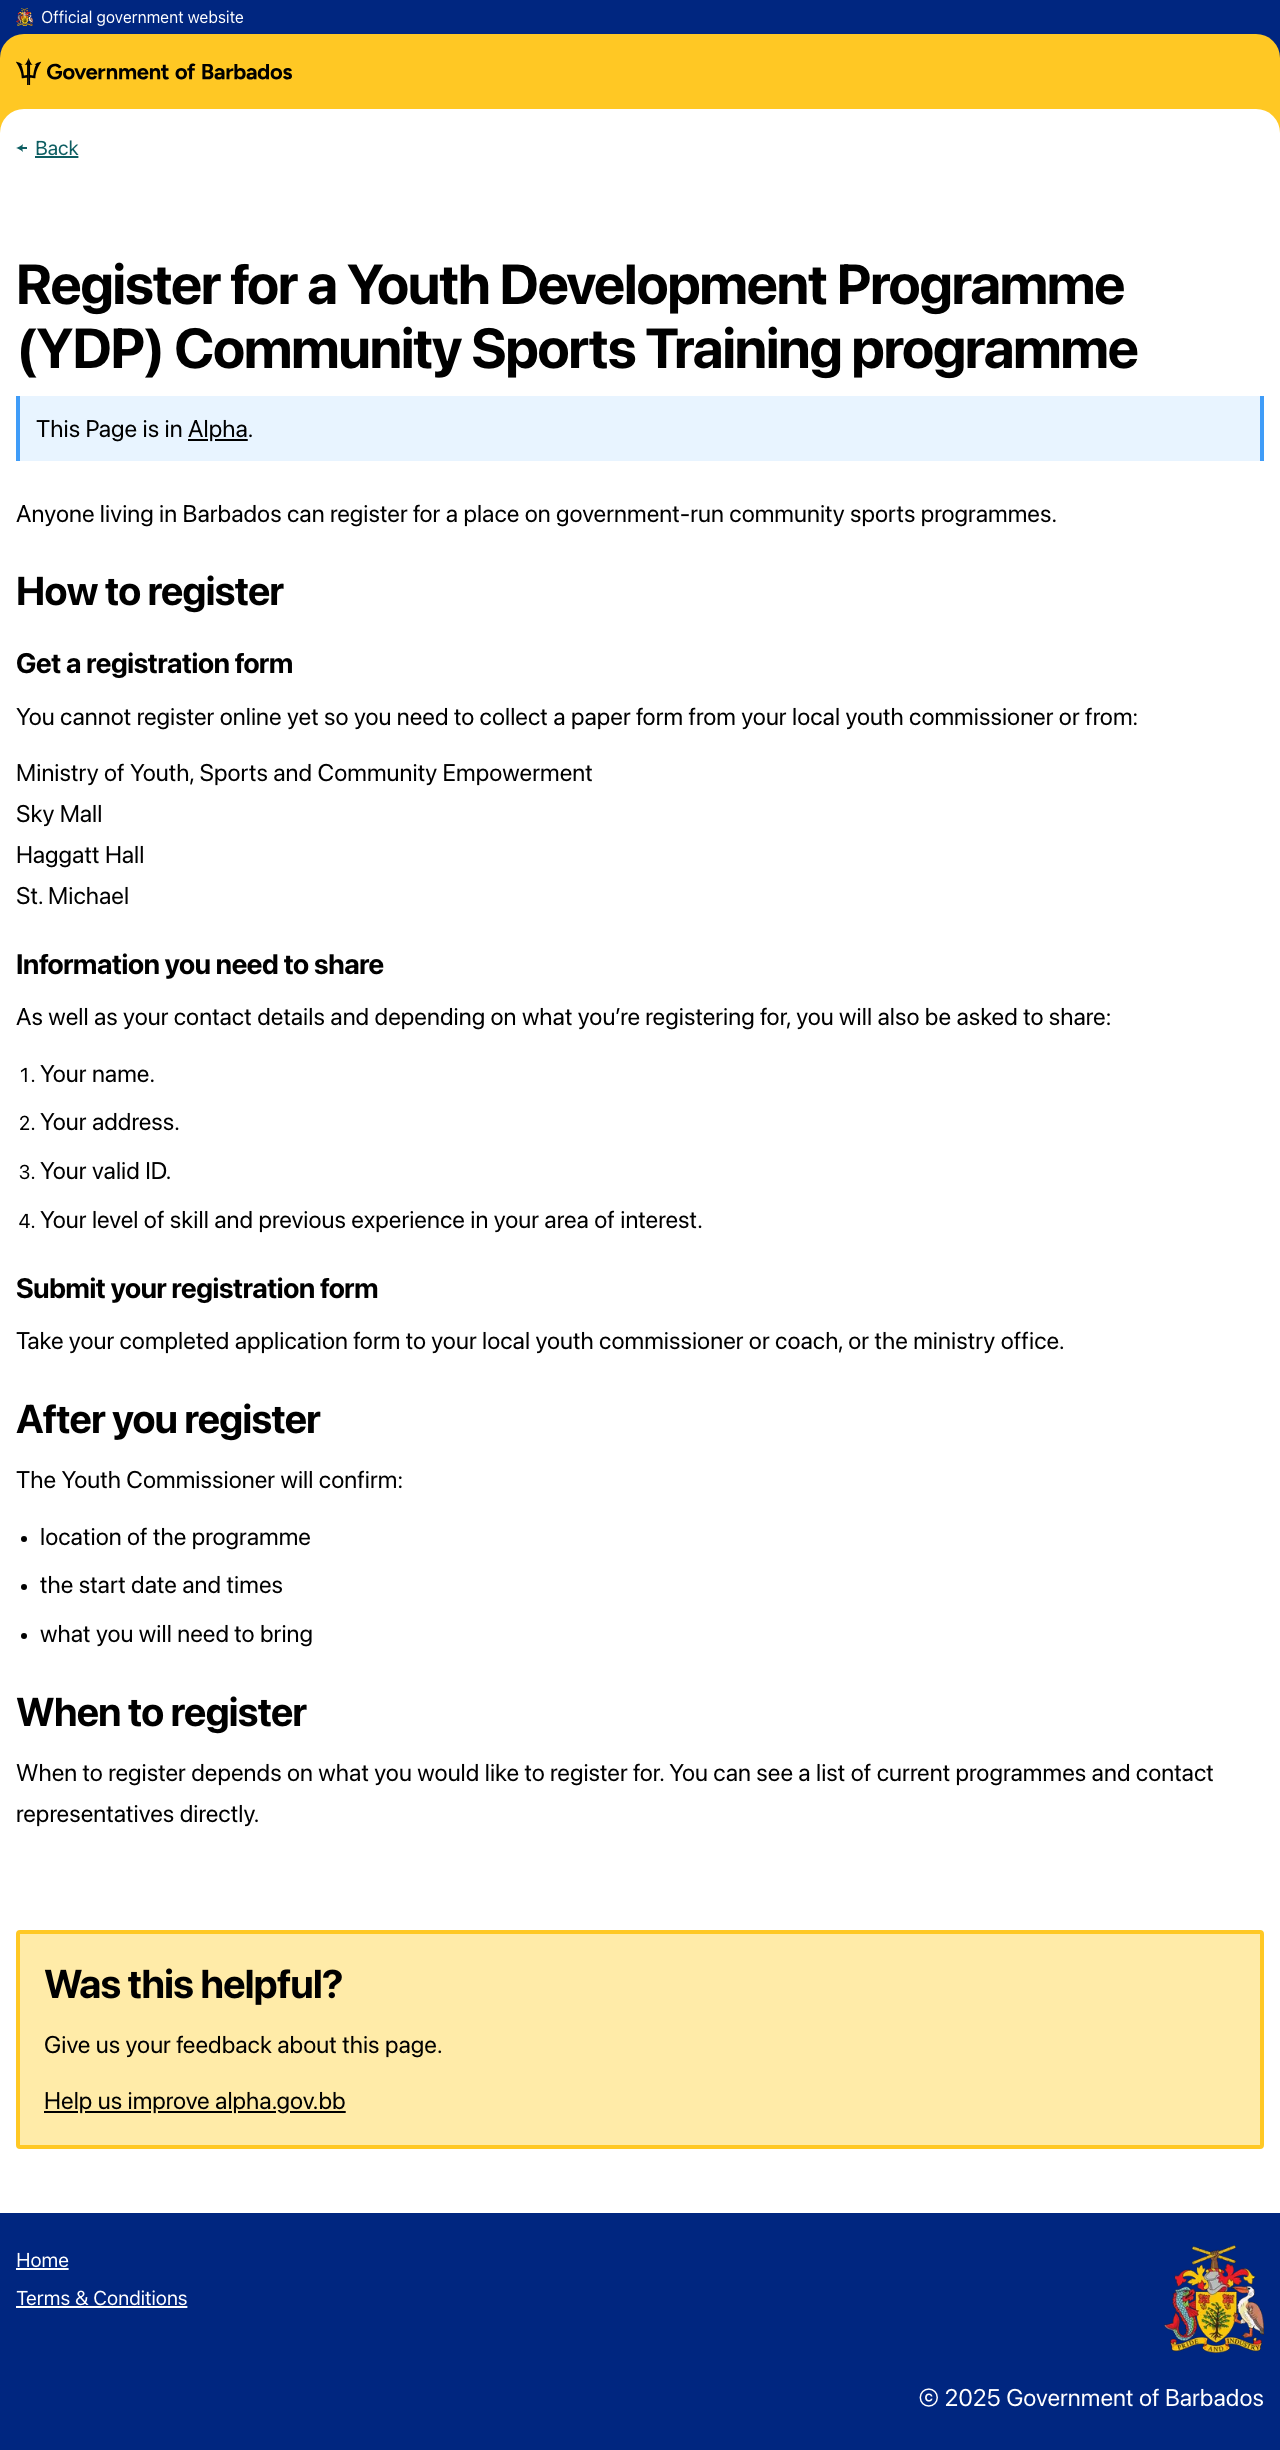 Official government website
Government of Barbados
Back
Register for a Youth Development Programme
(YDP) Community Sports Training programme
This Page is in Alpha.
Anyone living in Barbados can register for a place on government-run community sports programmes.
How to register
Get a registration form
You cannot register online yet so you need to collect a paper form from your local youth commissioner or from:
Ministry of Youth, Sports and Community Empowerment
Sky Mall
Haggatt Hall
St. Michael
Information you need to share
As well as your contact details and depending on what you’re registering for, you will also be asked to share:
1. Your name.
2. Your address.
3. Your valid ID.
4. Your level of skill and previous experience in your area of interest.
Submit your registration form
Take your completed application form to your local youth commissioner or coach, or the ministry office.
After you register
The Youth Commissioner will confirm:
• location of the programme
• the start date and times
• what you will need to bring
When to register
When to register depends on what you would like to register for. You can see a list of current programmes and contact
representatives directly.
Was this helpful?
Give us your feedback about this page.
Help us improve alpha.gov.bb
Home
Terms & Conditions
PRIDE AND INDUSTRY
© 2025 Government of Barbados